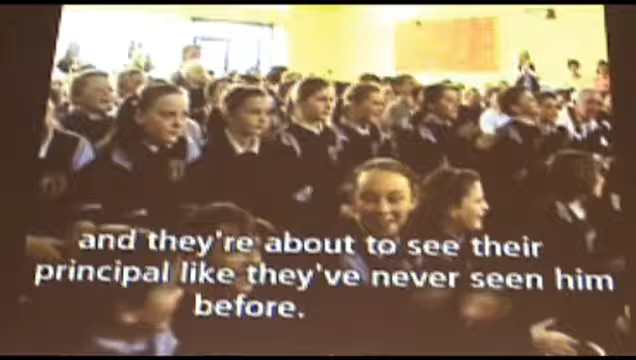 and they're about to see their
principal like they've never seen him
before.